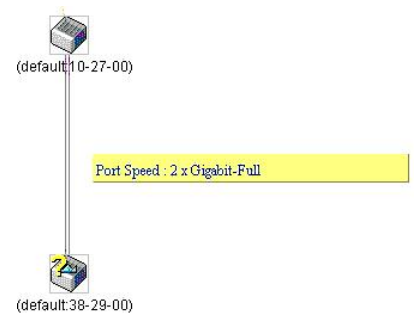 (default:10-27-00)
Port Speed : 2 x Gigabit-Full
?
(default:38-29-00)